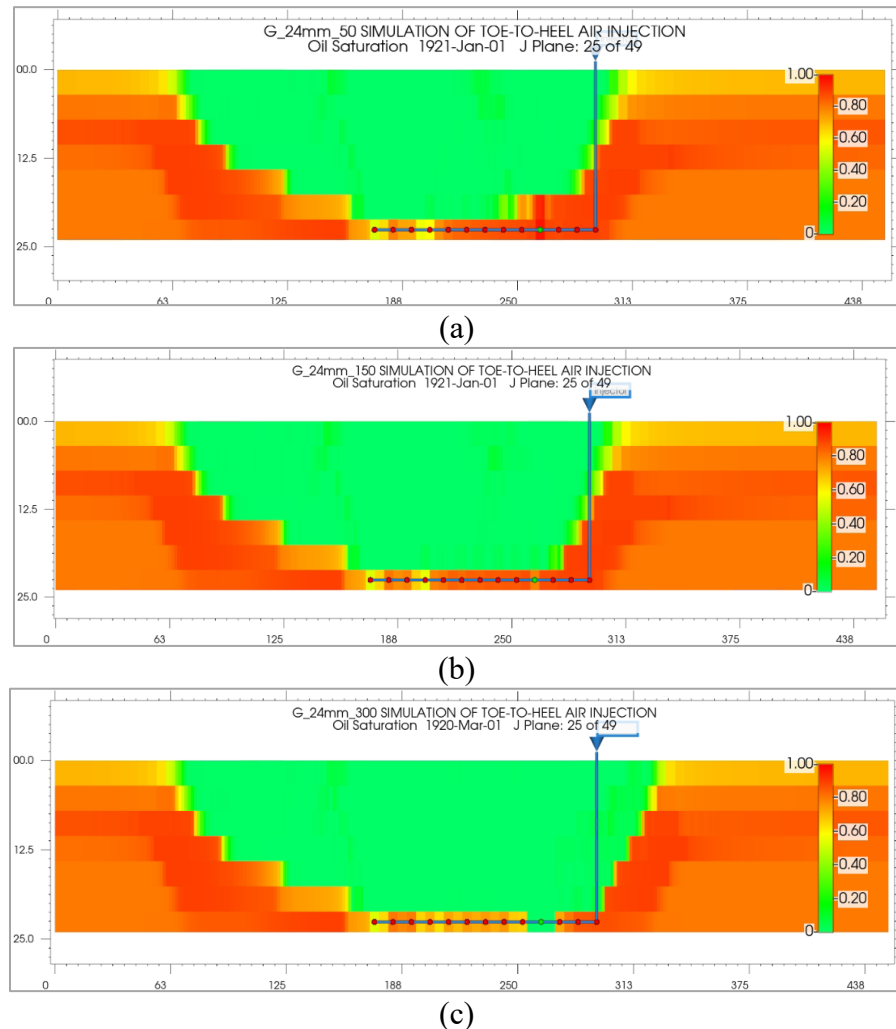 G_24mm_50 SIMULATION OF TOE-TO-HEEL AIR INJECTION
Oil Saturation 1921-Jan-01 J Plane: 25 of 49
00.0
12.5
25.0
1.00
0.80
0.60
0.40
0.20
0
0 63 125 188 250 313 375 438
(a)
G_24mm_150 SIMULATION OF TOE-TO-HEEL AIR INJECTION
Oil Saturation 1921-Jan-01 J Plane: 25 of 49
Injector
00.0
12.5
25.0
1.00
0.80
0.60
0.40
0.20
0
0 63 125 188 250 313 375 438
(b)
G_24mm_300 SIMULATION OF TOE-TO-HEEL AIR INJECTION
Oil Saturation 1920-Mar-01 J Plane: 25 of 49
00.0
12.5
25.0
1.00
0.80
0.60
0.40
0.20
0
0 63 125 188 250 313 375 438
(c)